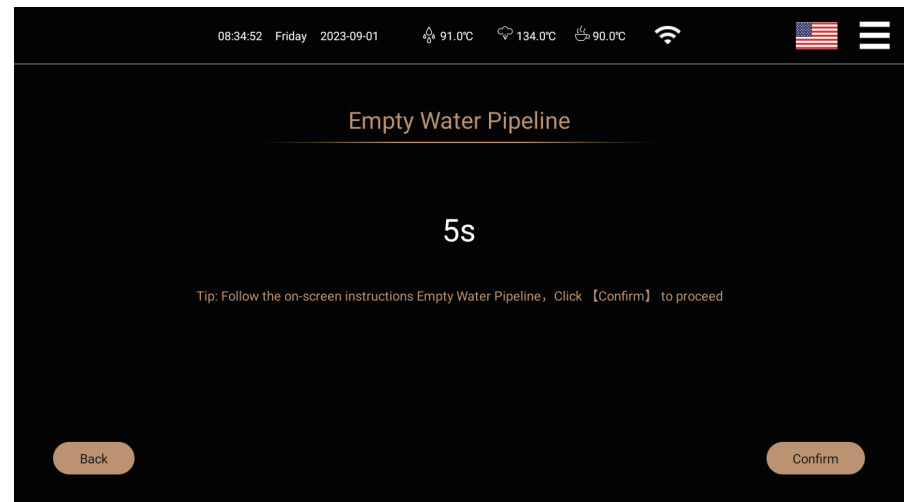 08:34:52 Friday 2023-09-01 91.0℃ 134.0℃ 90.0℃
Empty Water Pipeline
5s
Tip: Follow the on-screen instructions Empty Water Pipeline，Click 【Confirm】 to proceed
Back Confirm